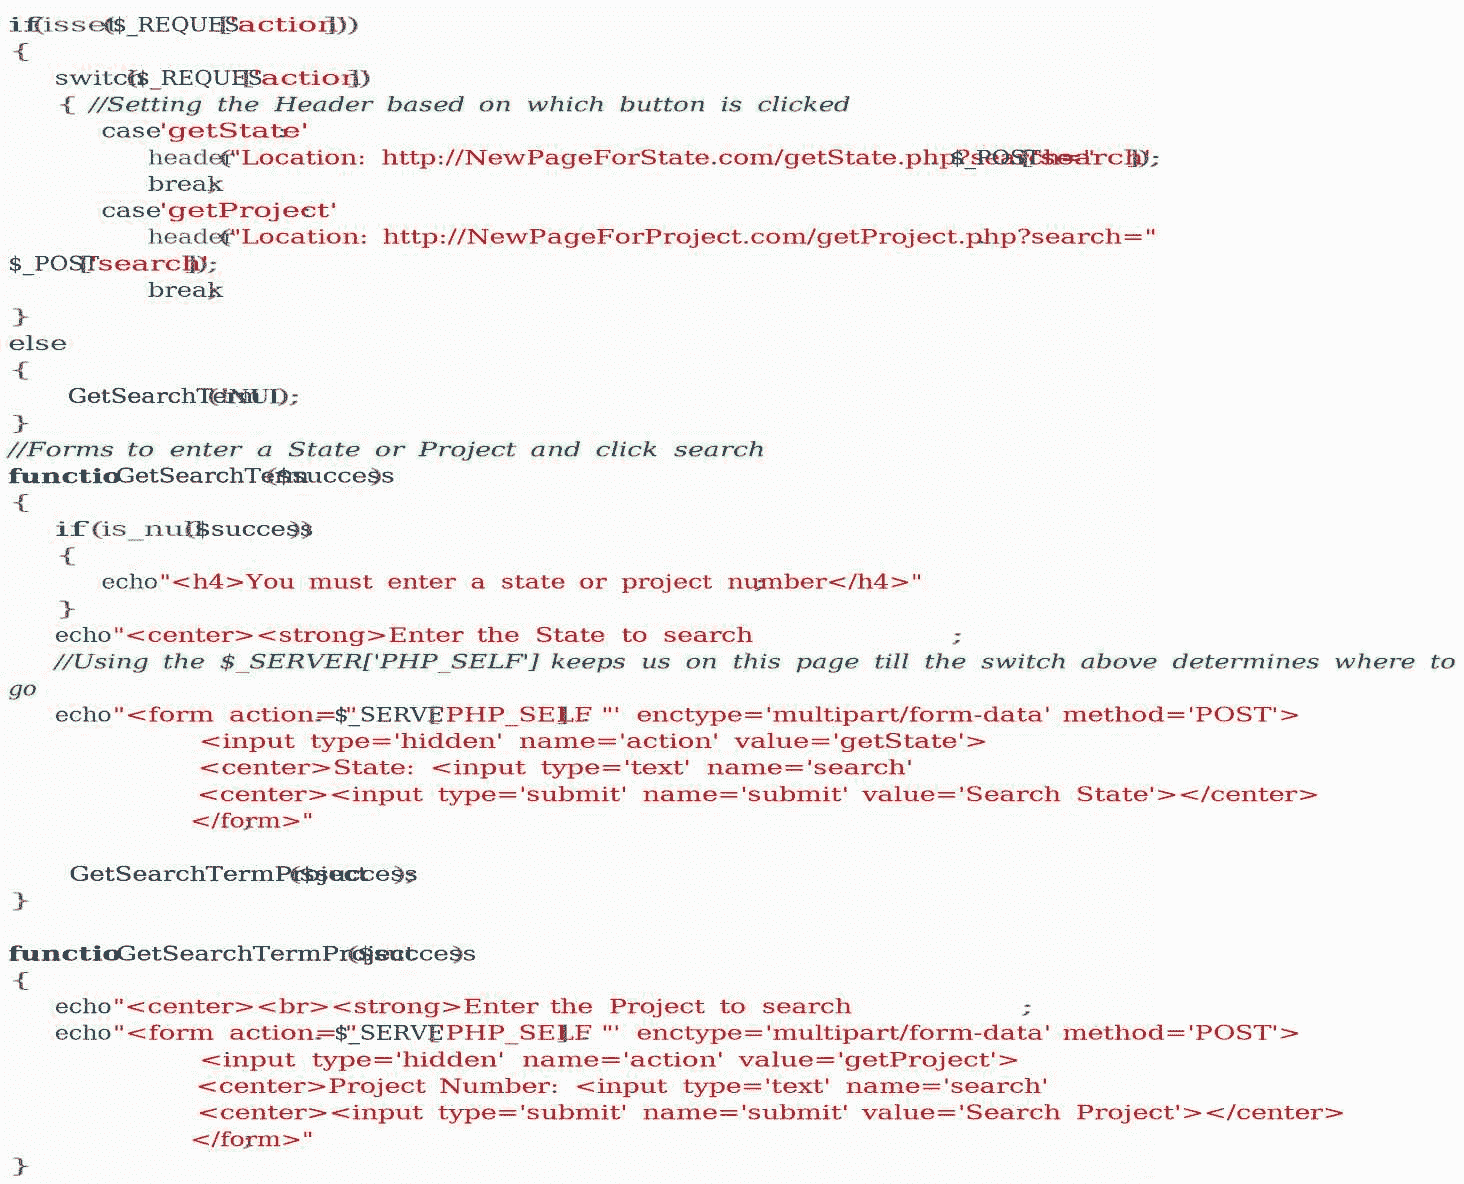 if(isset($_REQUEST['action']))
{
switch($_REQUEST['action'])
{ //Setting the Header based on which button is clicked
case 'getState':
header("Location: http://NewPageForState.com/getState.php?search=" . $_POST['search']);
break;
case 'getProject':
header("Location: http://NewPageForProject.com/getProject.php?search=" .
$_POST['search']);
break;
}
else
{
GetSearchTerm(!NULL);
}
//Forms to enter a State or Project and click search
function GetSearchTerm($success)
{
if (is_null($success))
{
echo "<h4>You must enter a state or project number</h4>";
}
echo "<center><strong>Enter the State to search ;
//Using the $_SERVER['PHP_SELF'] keeps us on this page till the switch above determines where to
go
echo "<form action='" . $_SERVER['PHP_SELF'] . "' enctype='multipart/form-data' method='POST'>
<input type='hidden' name='action' value='getState'>
<center>State: <input type='text' name='search'
<center><input type='submit' name='submit' value='Search State'></center>
</form>";
GetSearchTermProject($success);
}
function GetSearchTermProject($success)
{
echo "<center><br><strong>Enter the Project to search ;
echo "<form action='" . $_SERVER['PHP_SELF'] . "' enctype='multipart/form-data' method='POST'>
<input type='hidden' name='action' value='getProject'>
<center>Project Number: <input type='text' name='search'
<center><input type='submit' name='submit' value='Search Project'></center>
</form>";
}